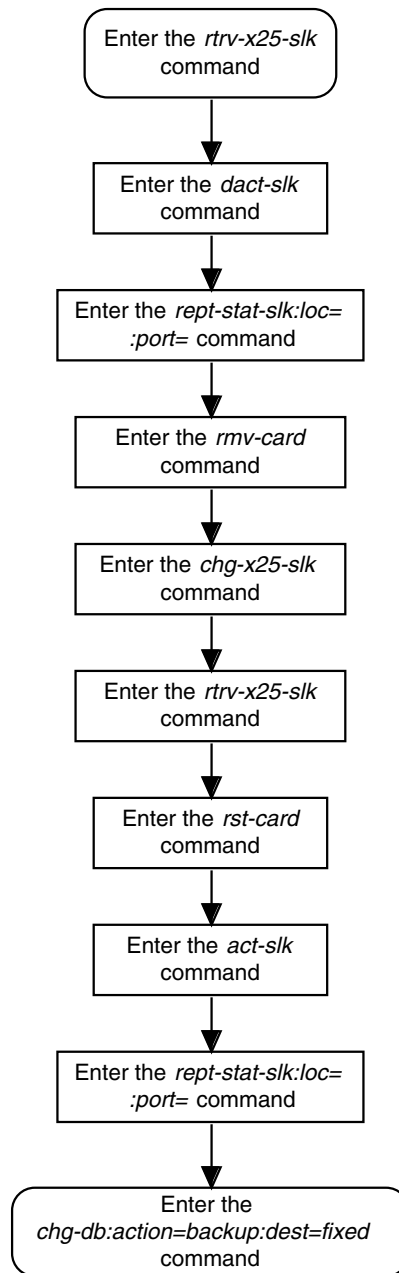 Enter the rtrv-x25-slk
command
Enter the dact-slk
command
Enter the rept-stat-slk:loc=
:port= command
Enter the rmv-card
command
Enter the chg-x25-slk
command
Enter the rtrv-x25-slk
command
Enter the rst-card
command
Enter the act-slk
command
Enter the rept-stat-slk:loc=
:port= command
Enter the
chg-db:action=backup:dest=fixed
command